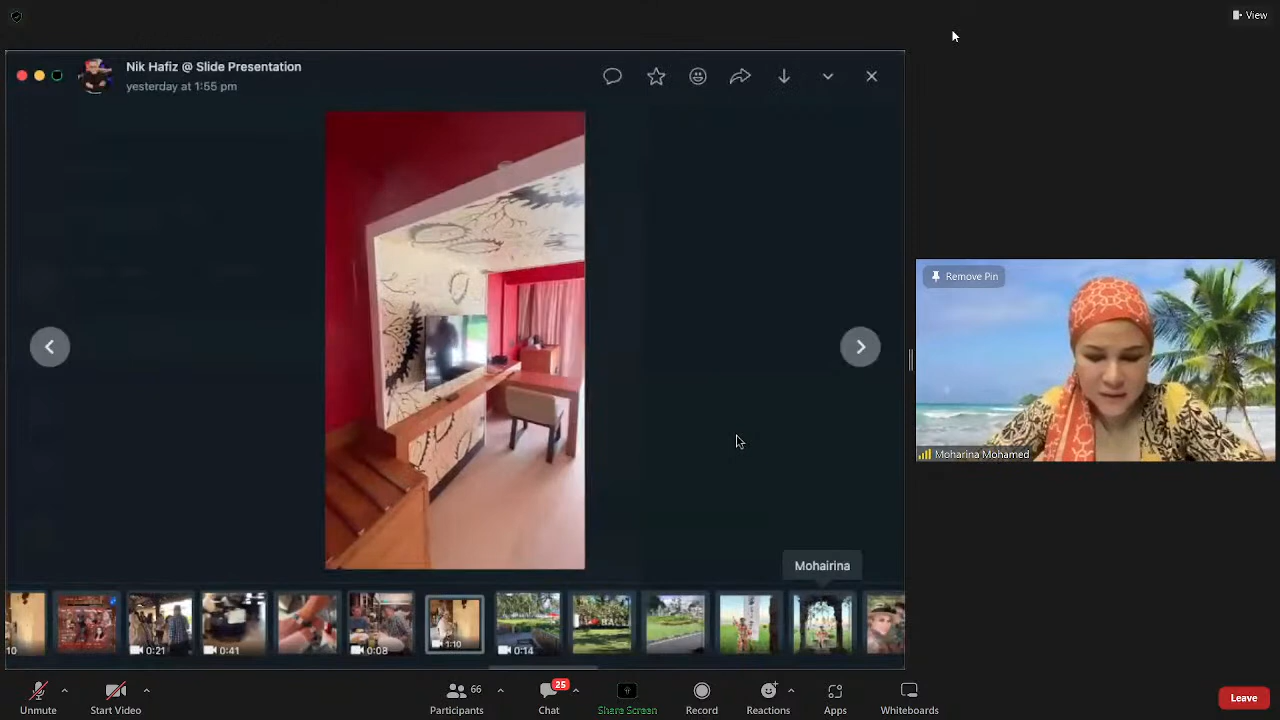 View
Nik Hafiz @ Slide Presentation
yesterday at 1:55 pm
Remove Pin
Moharina Mohamed
Mohairina
10
0:21
0:41
0:08
1:10
0:14
BALI
Unmute
Start Video
66
Participants
25
Chat
Share Screen
Record
Reactions
Apps
Whiteboards
Leave